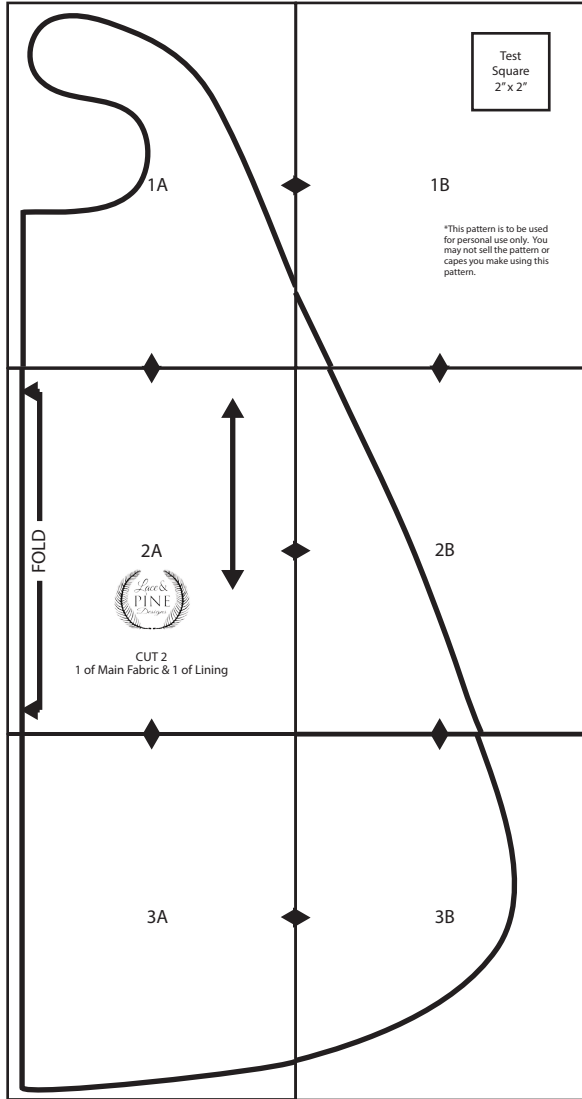 Test
Square
2” x 2”
1A
1B
*This pattern is to be used
for personal use only. You
may not sell the pattern or
capes you make using this
pattern.
FOLD
2A
2B
Lace &
PINE
Designs
CUT 2
1 of Main Fabric & 1 of Lining
3A
3B